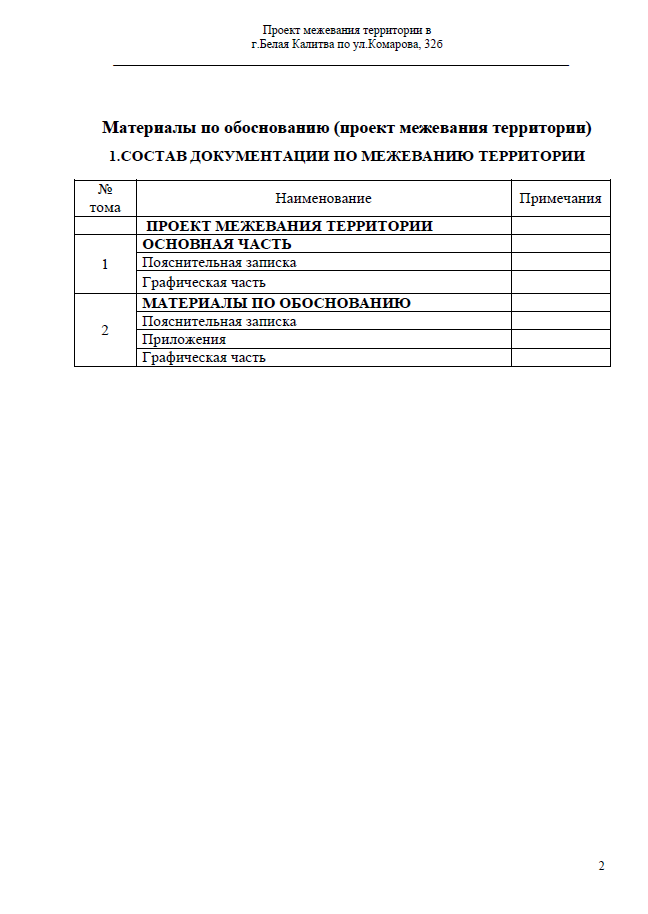 Проект межевания территории в
г.Белая Калитва по ул.Комарова, 32б
Материалы по обоснованию (проект межевания территории)
1.СОСТАВ ДОКУМЕНТАЦИИ ПО МЕЖЕВАНИЮ ТЕРРИТОРИИ
№
тома
Наименование
Примечания
ПРОЕКТ МЕЖЕВАНИЯ ТЕРРИТОРИИ
1
ОСНОВНАЯ ЧАСТЬ
Пояснительная записка
Графическая часть
2
МАТЕРИАЛЫ ПО ОБОСНОВАНИЮ
Пояснительная записка
Приложения
Графическая часть
2